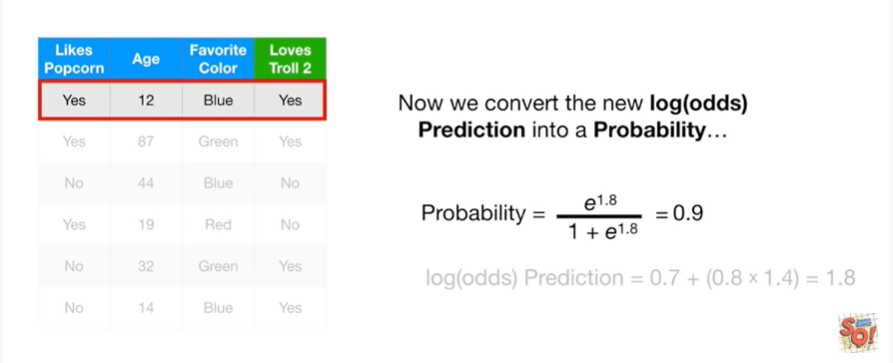 Likes Popcorn Age Favorite Color Loves Troll 2
Yes 12 Blue Yes
Yes 87 Green Yes
No 44 Blue No
Yes 19 Red No
No 32 Green Yes
No 14 Blue Yes
Now we convert the new log(odds)
Prediction into a Probability…
Probability = e^1.8 / 1 + e^1.8 = 0.9
log(odds) Prediction = 0.7 + (0.8 × 1.4) = 1.8
SQ!